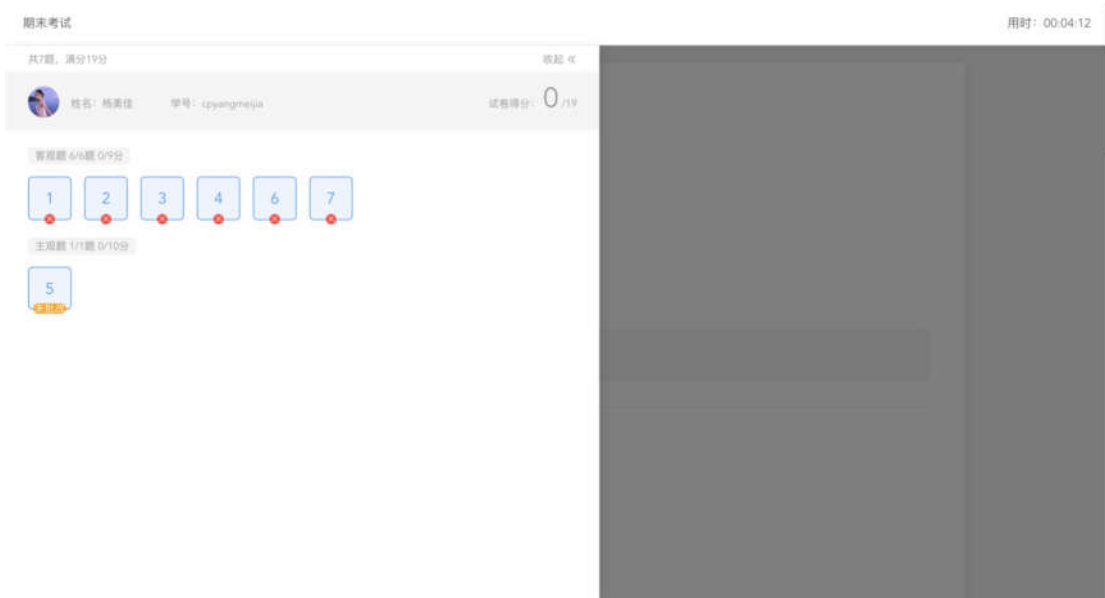 期末考试
用时：00:04:12
共7题，满分19分
收起 «
姓名：杨美佳 学号：cpyangmeijia 试卷得分：0/19
客观题 6/6题 0/9分
1 2 3 4 6 7
主观题 1/1题 0/10分
5
未批改